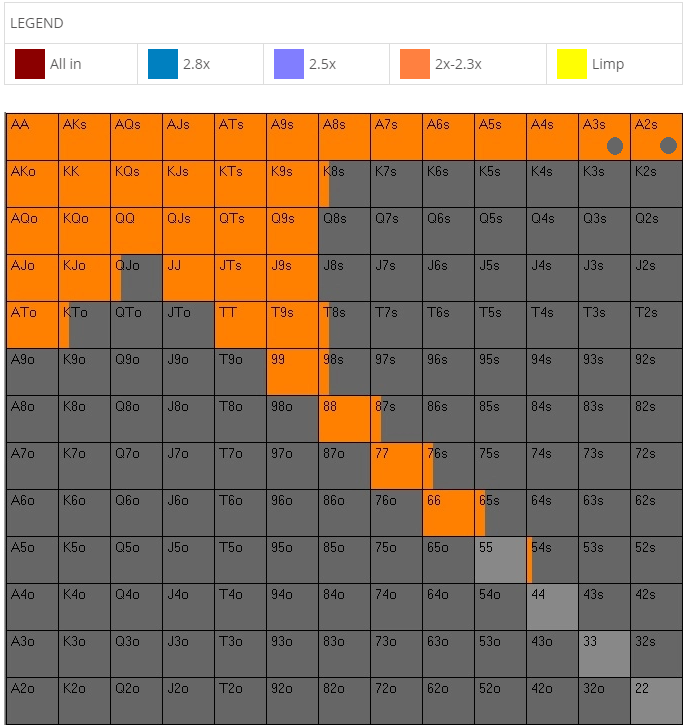 LEGEND
All in 2.8x 2.5x 2x-2.3x Limp
AA AKs AQs AJs ATs A9s A8s A7s A6s A5s A4s A3s A2s
AKo KK KQs KJs KTs K9s K8s K7s K6s K5s K4s K3s K2s
AQo KQo QQ QJs QTs Q9s Q8s Q7s Q6s Q5s Q4s Q3s Q2s
AJo KJo QJo JJ JTs J9s J8s J7s J6s J5s J4s J3s J2s
ATo KTo QTo JTo TT T9s T8s T7s T6s T5s T4s T3s T2s
A9o K9o Q9o J9o T9o 99 98s 97s 96s 95s 94s 93s 92s
A8o K8o Q8o J8o T8o 98o 88 87s 86s 85s 84s 83s 82s
A7o K7o Q7o J7o T7o 97o 87o 77 76s 75s 74s 73s 72s
A6o K6o Q6o J6o T6o 96o 86o 76o 66 65s 64s 63s 62s
A5o K5o Q5o J5o T5o 95o 85o 75o 65o 55 54s 53s 52s
A4o K4o Q4o J4o T4o 94o 84o 74o 64o 54o 44 43s 42s
A3o K3o Q3o J3o T3o 93o 83o 73o 63o 53o 43o 33 32s
A2o K2o Q2o J2o T2o 92o 82o 72o 62o 52o 42o 32o 22